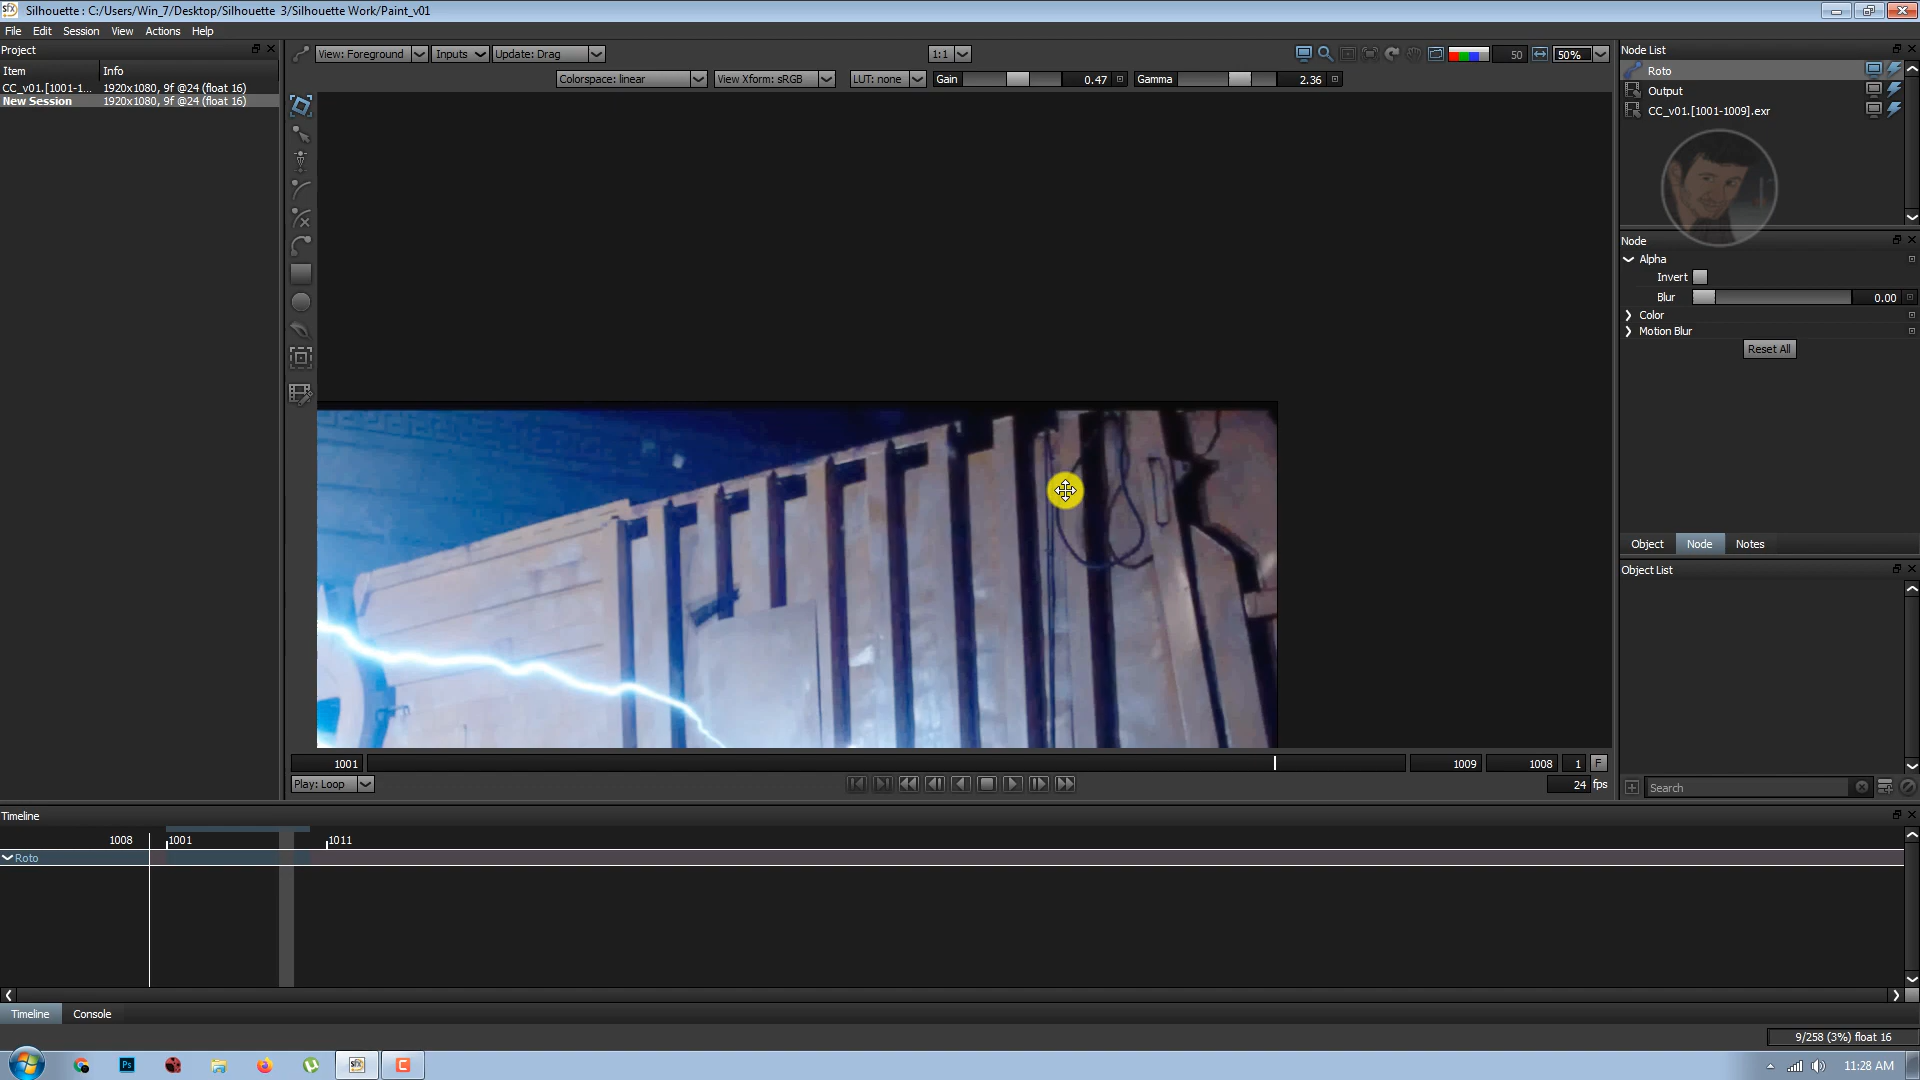 Silhouette : C:/Users/Win_7/Desktop/Silhouette 3/Silhouette Work/Paint_v01
File Edit Session View Actions Help
Project
Item Info
CC_v01.[1001-1... 1920x1080, 9f @24 (float 16)
New Session 1920x1080, 9f @24 (float 16)
View: Foreground Inputs Update: Drag 1:1 50 50%
Colorspace: linear View Xform: sRGB LUT: none Gain 0.47 Gamma 2.36
Node List
Roto
Output
CC_v01.[1001-1009].exr
Node
Alpha
Invert
Blur 0.00
Color
Motion Blur
Reset All
Object Node Notes
Object List
Search
1001 1009 1008 1 F
Play: Loop 24 fps
Timeline
1008 1001 1011
Roto
Timeline Console
9/258 (3%) float 16
Ps sfx C 11:28 AM